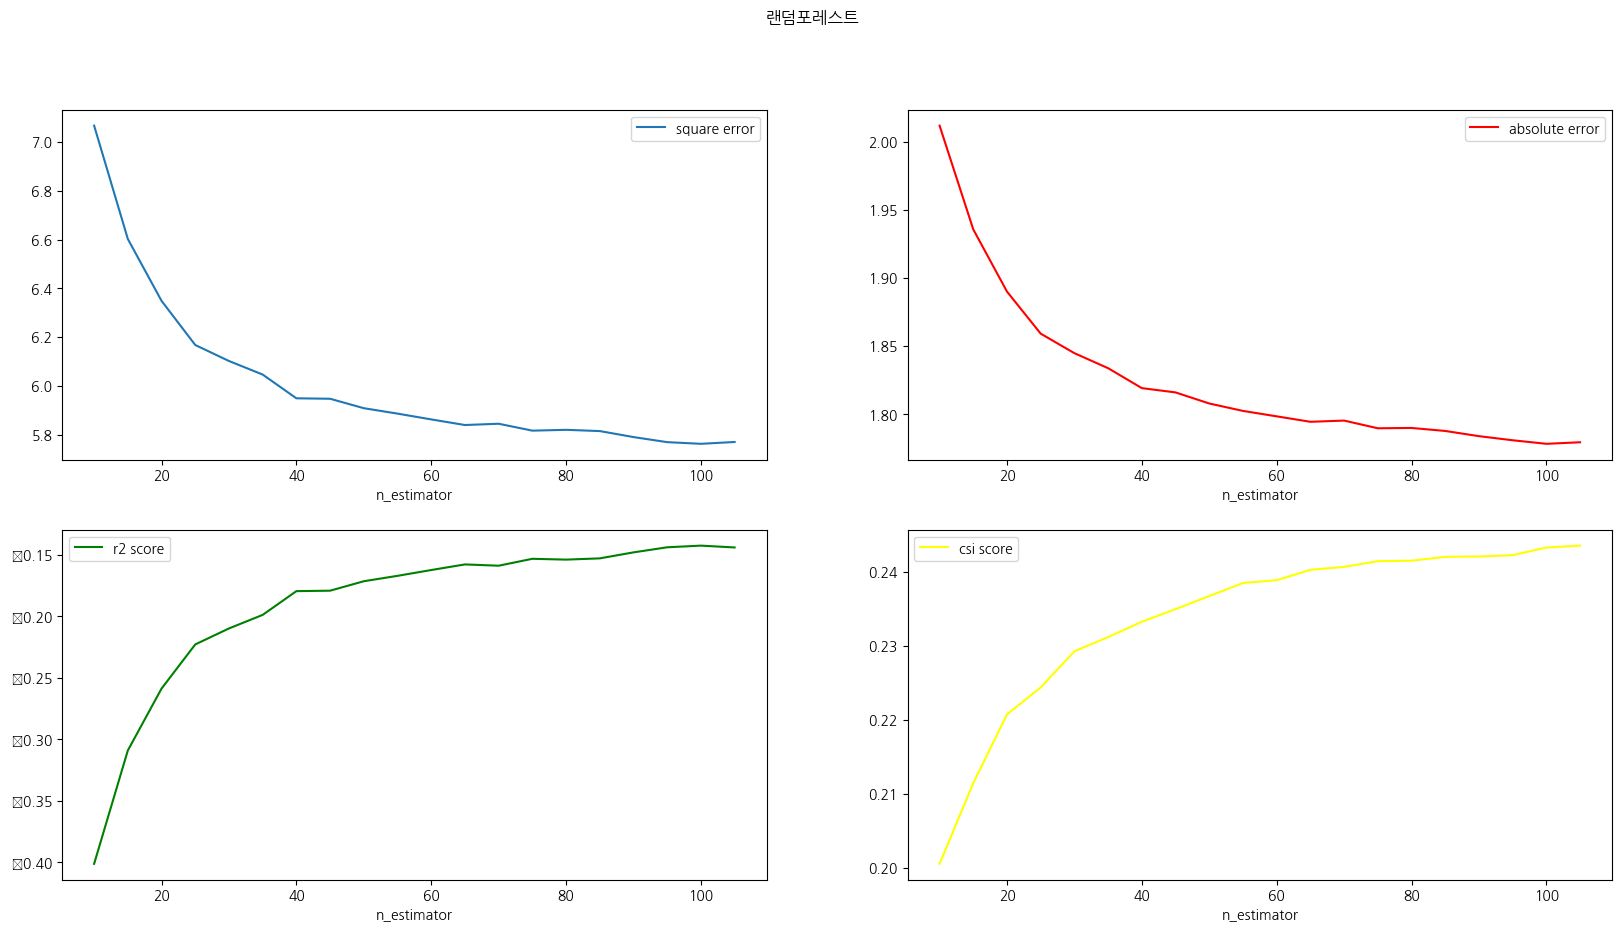 랜덤포레스트
square error
7.0
6.8
6.6
6.4
6.2
6.0
5.8
20 40 60 80 100
n_estimator
absolute error
2.00
1.95
1.90
1.85
1.80
20 40 60 80 100
n_estimator
r2 score
0.15
0.20
0.25
0.30
0.35
0.40
20 40 60 80 100
n_estimator
csi score
0.24
0.23
0.22
0.21
0.20
20 40 60 80 100
n_estimator